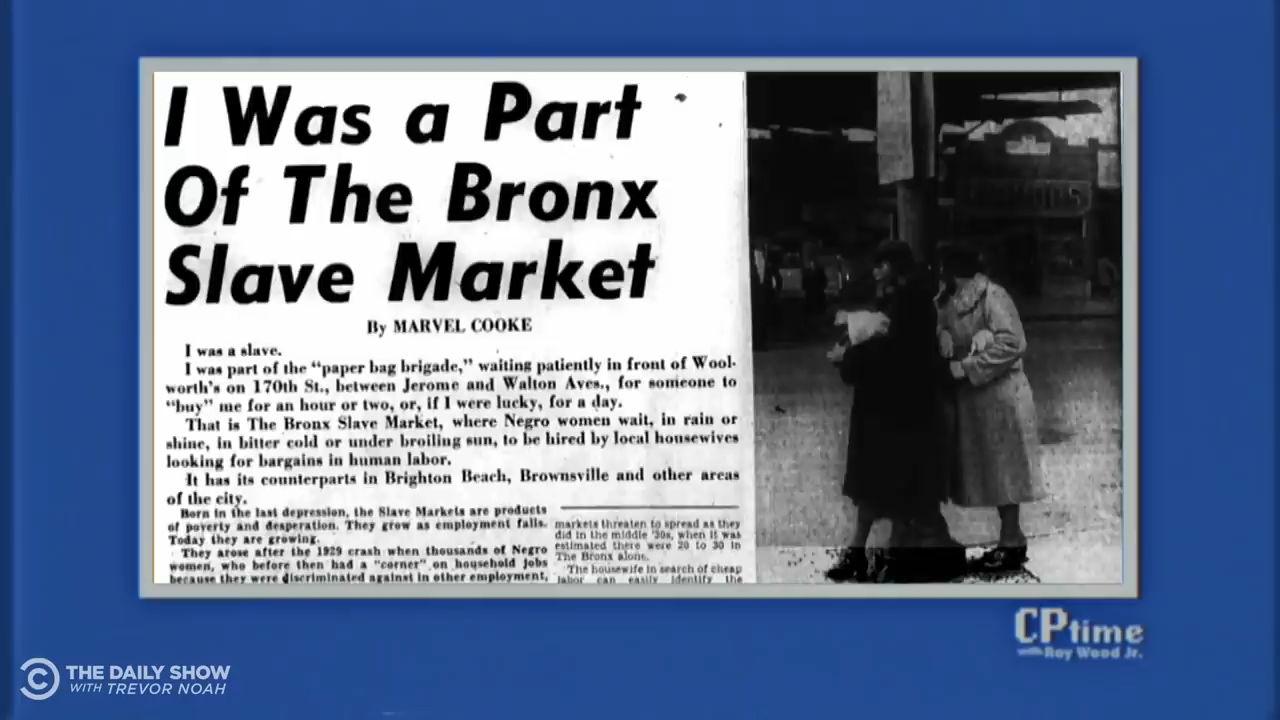 I Was a Part
Of The Bronx
Slave Market
By MARVEL COOKE
I was a slave.
I was part of the “paper bag brigade,” waiting patiently in front of Wool-
worth's on 170th St., between Jerome and Walton Aves., for someone to
“buy” me for an hour or two, or, if I were lucky, for a day.
That is The Bronx Slave Market, where Negro women wait, in rain or
shine, in bitter cold or under broiling sun, to be hired by local housewives
looking for bargains in human labor.
It has its counterparts in Brighton Beach, Brownsville and other areas
of the city.
Born in the last depression, the Slave Markets are products
of poverty and desperation. They grow as employment falls.
Today they are growing.
They arose after the 1929 crash when thousands of Negro
women, who before then had a “corner” on household jobs
because they were discriminated against in other employment,
markets threaten to spread as they
did in the middle '30s, when it was
estimated there were 20 to 30 in
The Bronx alone.
The housewife in search of cheap
labor can easily identify the
CPtime
with Roy Wood Jr.
THE DAILY SHOW
WITH TREVOR NOAH